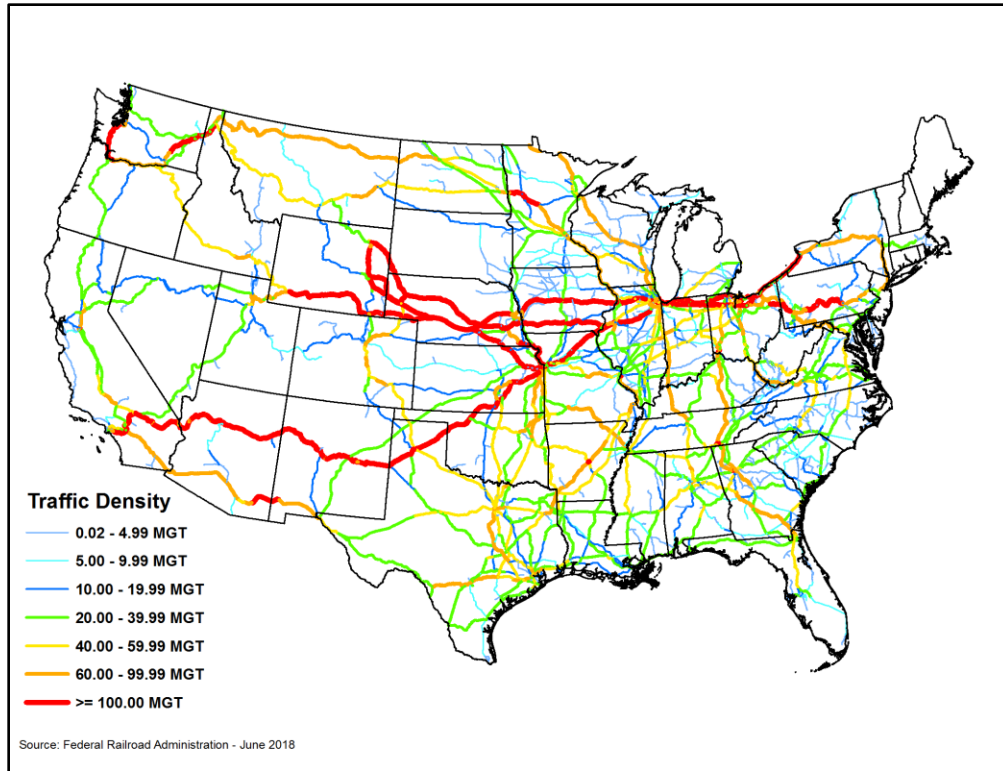 Traffic Density
0.02 - 4.99 MGT
5.00 - 9.99 MGT
10.00 - 19.99 MGT
20.00 - 39.99 MGT
40.00 - 59.99 MGT
60.00 - 99.99 MGT
>= 100.00 MGT
Source: Federal Railroad Administration - June 2018